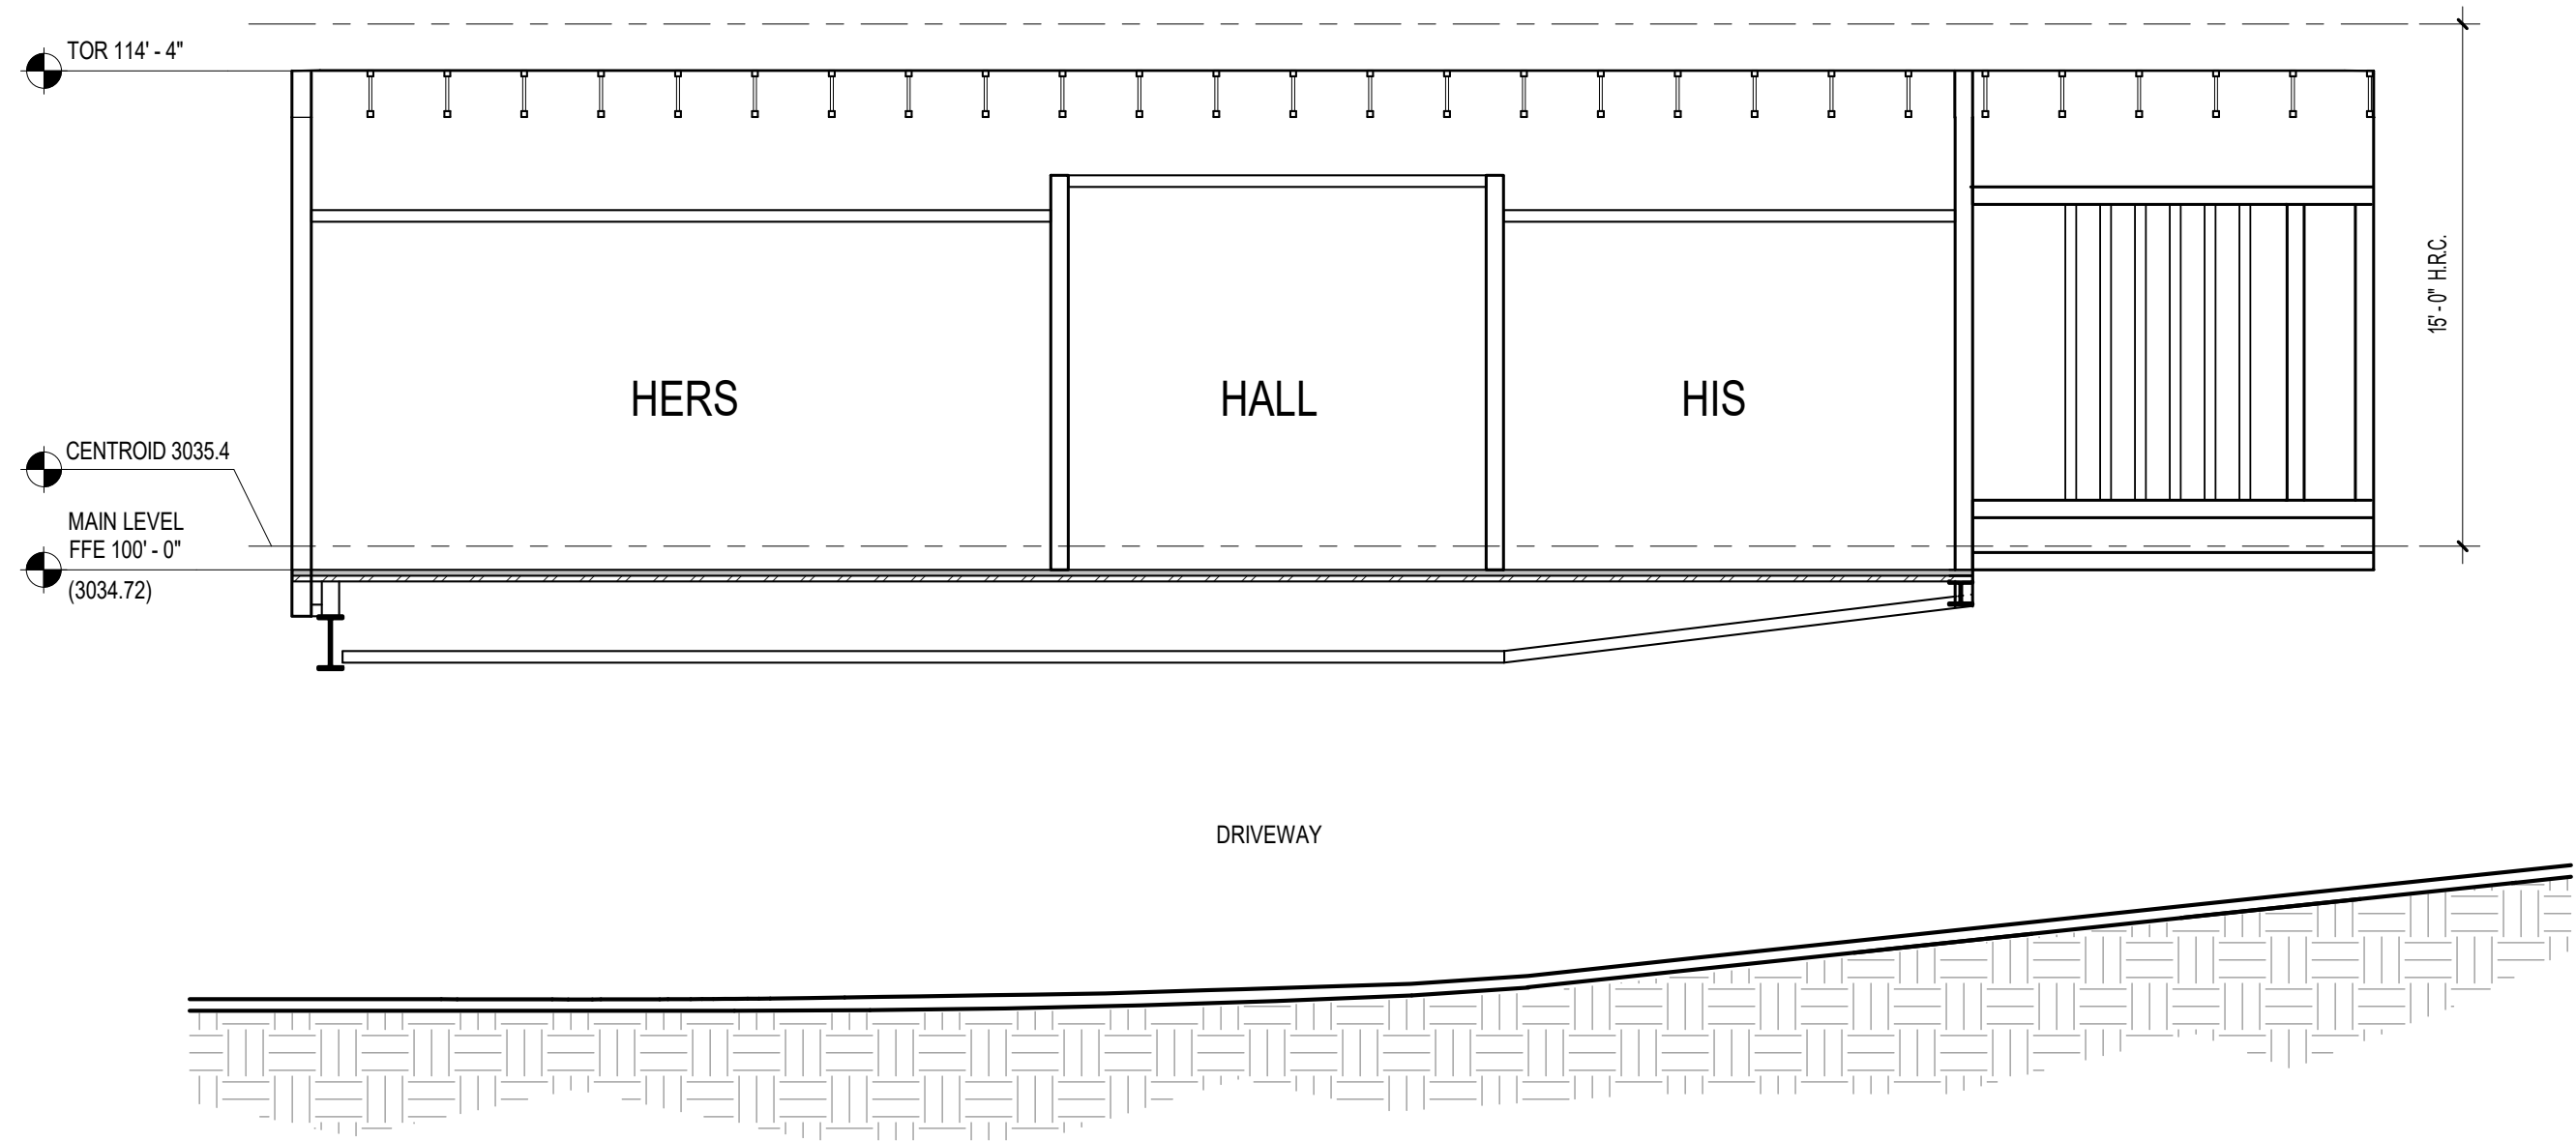 TOR 114' - 4"
15' - 0" H.R.C.
HERS
HALL
HIS
CENTROID 3035.4
MAIN LEVEL
FFE 100' - 0"
(3034.72)
DRIVEWAY